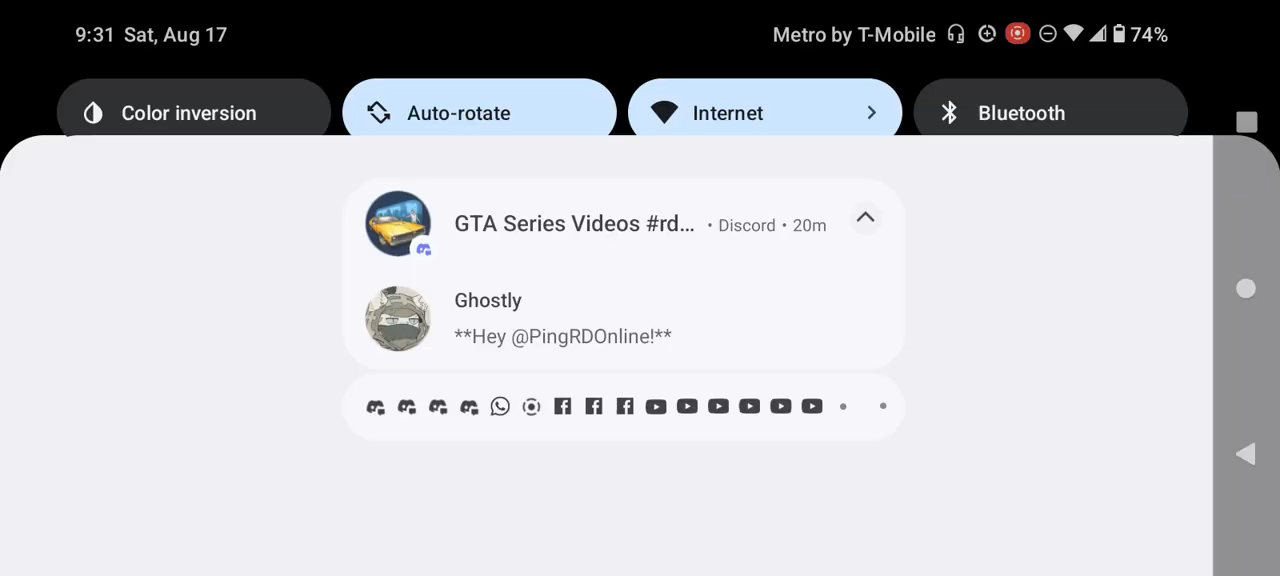 9:31 Sat, Aug 17 Metro by T-Mobile 74%
Color inversion Auto-rotate Internet Bluetooth
GTA Series Videos #rd... • Discord • 20m
Ghostly
**Hey @PingRDOnline!**